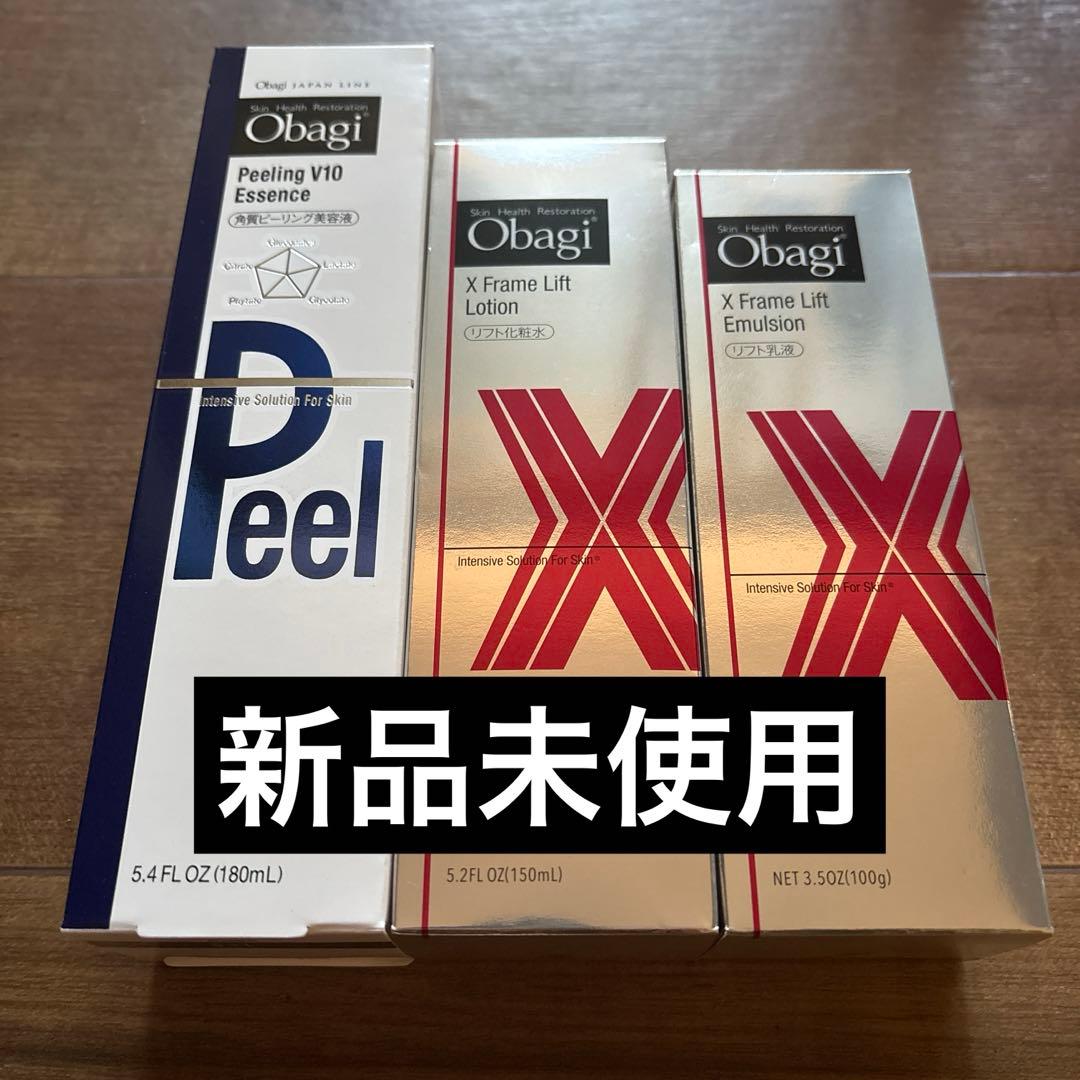 Obagi JAPAN LINE
Skin Health Restoration
Obagi®
Peeling V10
Essence
角質ピーリング美容液
Gluconates
Citrate
Lactate
Phytate
Glycolate
Peel
Intensive Solution For Skin
5.4 FL OZ (180mL)
Skin Health Restoration
Obagi®
X Frame Lift
Lotion
リフト化粧水
X
Intensive Solution For Skin®
5.2FL OZ(150mL)
Skin Health Restoration
Obagi®
X Frame Lift
Emulsion
リフト乳液
X
Intensive Solution For Skin®
NET 3.5OZ(100g)
新品未使用